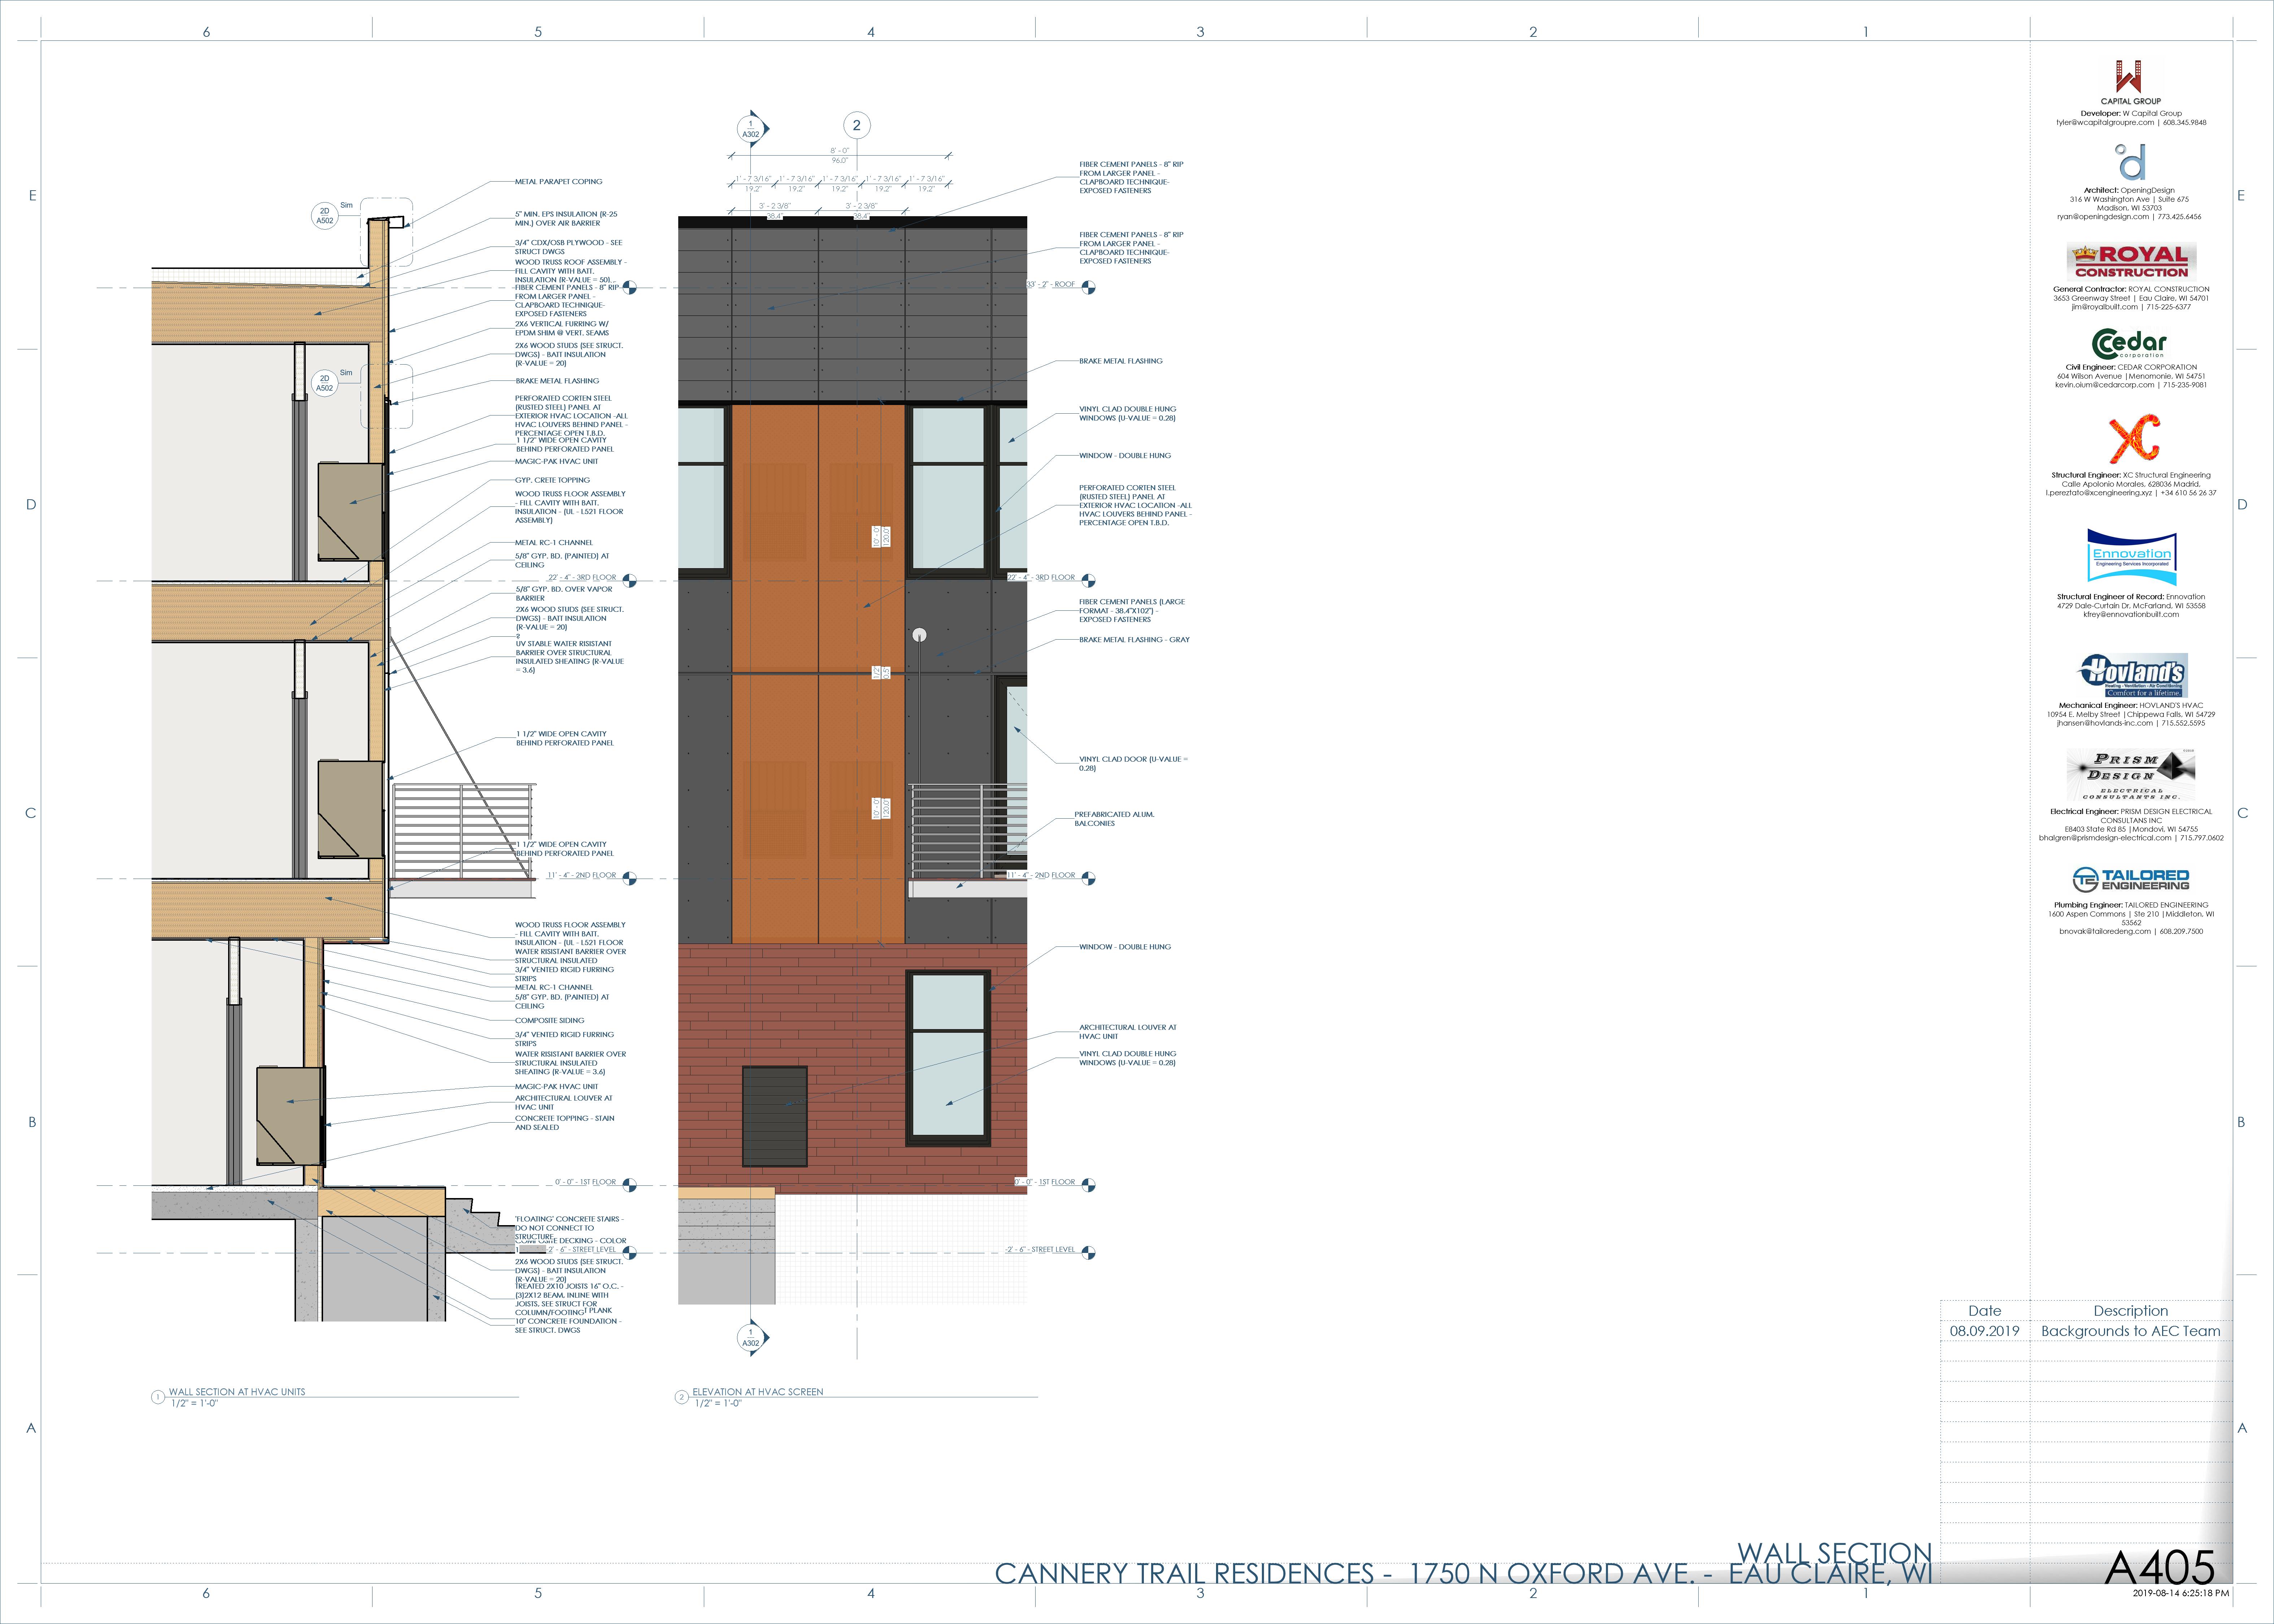 6 5 4 3 2 1
E
D
C
B
A
METAL PARAPET COPING
5" MIN. EPS INSULATION (R-25
MIN.) OVER AIR BARRIER
3/4" CDX/OSB PLYWOOD - SEE
STRUCT DWGS
WOOD TRUSS ROOF ASSEMBLY -
FILL CAVITY WITH BATT.
INSULATION (R-VALUE = 50)
FIBER CEMENT PANELS - 8" RIP
FROM LARGER PANEL -
CLAPBOARD TECHNIQUE-
EXPOSED FASTENERS
2X6 VERTICAL FURRING W/
EPDM SHIM @ VERT. SEAMS
2X6 WOOD STUDS (SEE STRUCT.
DWGS) - BATT INSULATION
(R-VALUE = 20)
BRAKE METAL FLASHING
PERFORATED CORTEN STEEL
(RUSTED STEEL) PANEL AT
EXTERIOR HVAC LOCATION -ALL
HVAC LOUVERS BEHIND PANEL -
PERCENTAGE OPEN T.B.D.
1 1/2" WIDE OPEN CAVITY
BEHIND PERFORATED PANEL
MAGIC-PAK HVAC UNIT
GYP. CRETE TOPPING
WOOD TRUSS FLOOR ASSEMBLY
- FILL CAVITY WITH BATT.
INSULATION - (UL - L521 FLOOR
ASSEMBLY)
METAL RC-1 CHANNEL
5/8" GYP. BD. (PAINTED) AT
CEILING
22' - 4" - 3RD FLOOR
5/8" GYP. BD. OVER VAPOR
BARRIER
2X6 WOOD STUDS (SEE STRUCT.
DWGS) - BATT INSULATION
(R-VALUE = 20)
?
UV STABLE WATER RISISTANT
BARRIER OVER STRUCTURAL
INSULATED SHEATING (R-VALUE
= 3.6)
1 1/2" WIDE OPEN CAVITY
BEHIND PERFORATED PANEL
1 1/2" WIDE OPEN CAVITY
BEHIND PERFORATED PANEL
11' - 4" - 2ND FLOOR
WOOD TRUSS FLOOR ASSEMBLY
- FILL CAVITY WITH BATT.
INSULATION - (UL - L521 FLOOR
WATER RISISTANT BARRIER OVER
STRUCTURAL INSULATED
3/4" VENTED RIGID FURRING
STRIPS
METAL RC-1 CHANNEL
5/8" GYP. BD. (PAINTED) AT
CEILING
COMPOSITE SIDING
3/4" VENTED RIGID FURRING
STRIPS
WATER RISISTANT BARRIER OVER
STRUCTURAL INSULATED
SHEATING (R-VALUE = 3.6)
MAGIC-PAK HVAC UNIT
ARCHITECTURAL LOUVER AT
HVAC UNIT
CONCRETE TOPPING - STAIN
AND SEALED
0' - 0" - 1ST FLOOR
'FLOATING' CONCRETE STAIRS -
DO NOT CONNECT TO
STRUCTURE
COMPOSITE DECKING - COLOR
-2' - 6" - STREET LEVEL
2X6 WOOD STUDS (SEE STRUCT.
DWGS) - BATT INSULATION
(R-VALUE = 20)
TREATED 2X10 JOISTS 16" O.C. -
(3)2X12 BEAM, INLINE WITH
JOISTS, SEE STRUCT FOR
COLUMN/FOOTING
PLANK
10" CONCRETE FOUNDATION -
SEE STRUCT. DWGS
2D
A502
Sim
2D
A502
Sim
1 WALL SECTION AT HVAC UNITS
1/2" = 1'-0"
1
A302
2
8' - 0"
96.0"
1' - 7 3/16" 1' - 7 3/16" 1' - 7 3/16" 1' - 7 3/16" 1' - 7 3/16"
19.2" 19.2" 19.2" 19.2" 19.2"
3' - 2 3/8" 3' - 2 3/8"
38.4" 38.4"
FIBER CEMENT PANELS - 8" RIP
FROM LARGER PANEL -
CLAPBOARD TECHNIQUE-
EXPOSED FASTENERS
FIBER CEMENT PANELS - 8" RIP
FROM LARGER PANEL -
CLAPBOARD TECHNIQUE-
EXPOSED FASTENERS
33' - 2" - ROOF
BRAKE METAL FLASHING
VINYL CLAD DOUBLE HUNG
WINDOWS (U-VALUE = 0.28)
WINDOW - DOUBLE HUNG
PERFORATED CORTEN STEEL
(RUSTED STEEL) PANEL AT
EXTERIOR HVAC LOCATION -ALL
HVAC LOUVERS BEHIND PANEL -
PERCENTAGE OPEN T.B.D.
10' - 0"
120.0"
22' - 4" - 3RD FLOOR
FIBER CEMENT PANELS (LARGE
FORMAT - 38.4"X102") -
EXPOSED FASTENERS
BRAKE METAL FLASHING - GRAY
1/2"
0.5"
VINYL CLAD DOOR (U-VALUE =
0.28)
10' - 0"
120.0"
PREFABRICATED ALUM.
BALCONIES
11' - 4" - 2ND FLOOR
WINDOW - DOUBLE HUNG
ARCHITECTURAL LOUVER AT
HVAC UNIT
VINYL CLAD DOUBLE HUNG
WINDOWS (U-VALUE = 0.28)
0' - 0" - 1ST FLOOR
-2' - 6" - STREET LEVEL
1
A302
2 ELEVATION AT HVAC SCREEN
1/2" = 1'-0"
CAPITAL GROUP
Developer: W Capital Group
tyler@wcapitalgroupre.com | 608.345.9848
Architect: OpeningDesign
316 W Washington Ave | Suite 675
Madison, WI 53703
ryan@openingdesign.com | 773.425.6456
ROYAL
CONSTRUCTION
General Contractor: ROYAL CONSTRUCTION
3653 Greenway Street | Eau Claire, WI 54701
jim@royalbuilt.com | 715-225-6377
Cedar
corporation
Civil Engineer: CEDAR CORPORATION
604 Wilson Avenue |Menomonie, WI 54751
kevin.oium@cedarcorp.com | 715-235-9081
XC
Structural Engineer: XC Structural Engineering
Calle Apolonio Morales, 628036 Madrid,
l.pereztato@xcengineering.xyz | +34 610 56 26 37
Ennovation
Engineering Services Incorporated
Structural Engineer of Record: Ennovation
4729 Dale-Curtain Dr, McFarland, WI 53558
kfrey@ennovationbuilt.com
Hovland's
Heating · Ventilation · Air Conditioning
Comfort for a lifetime.
Mechanical Engineer: HOVLAND'S HVAC
10954 E. Melby Street |Chippewa Falls, WI 54729
jhansen@hovlands-inc.com | 715.552.5595
PRISM
DESIGN
ELECTRICAL
CONSULTANTS INC.
Electrical Engineer: PRISM DESIGN ELECTRICAL
CONSULTANS INC
E8403 State Rd 85 |Mondovi, WI 54755
bhalgren@prismdesign-electrical.com | 715.797.0602
TAILORED
ENGINEERING
Plumbing Engineer: TAILORED ENGINEERING
1600 Aspen Commons | Ste 210 |Middleton, WI
53562
bnovak@tailoredeng.com | 608.209.7500
Date Description
08.09.2019 Backgrounds to AEC Team
WALL SECTION
CANNERY TRAIL RESIDENCES - 1750 N OXFORD AVE. - EAU CLAIRE, WI
A405
2019-08-14 6:25:18 PM
E
D
C
B
A
6 5 4 3 2 1